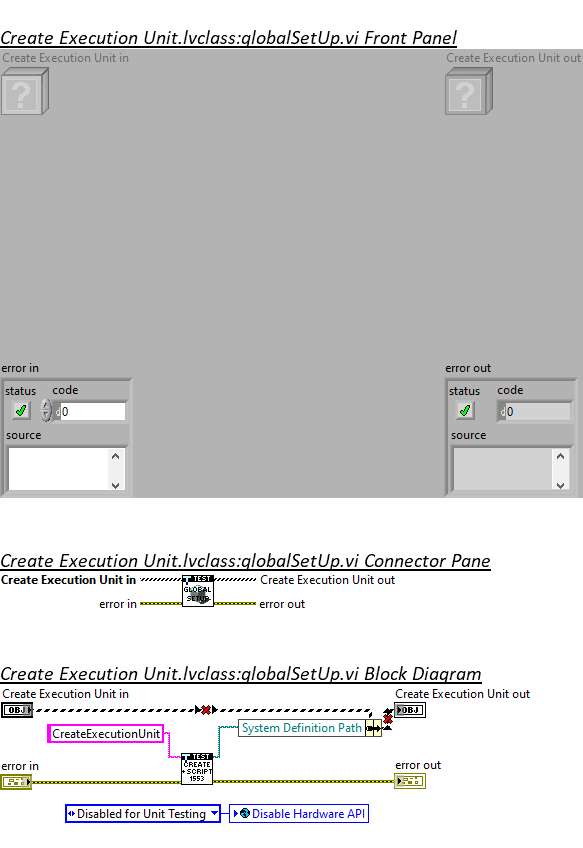 Create Execution Unit.lvclass:globalSetUp.vi Front Panel
Create Execution Unit in
Create Execution Unit out
?
?
error in
error out
status
code
status
code
d
0
d
0
source
source
Create Execution Unit.lvclass:globalSetUp.vi Connector Pane
Create Execution Unit in
TEST
GLOBAL
SETUP
Create Execution Unit out
error in
error out
Create Execution Unit.lvclass:globalSetUp.vi Block Diagram
Create Execution Unit in
Create Execution Unit out
OBJ
OBJ
CreateExecutionUnit
System Definition Path
error in
TEST
CREATE
+SCRIPT
1553
error out
Disabled for Unit Testing
Disable Hardware API